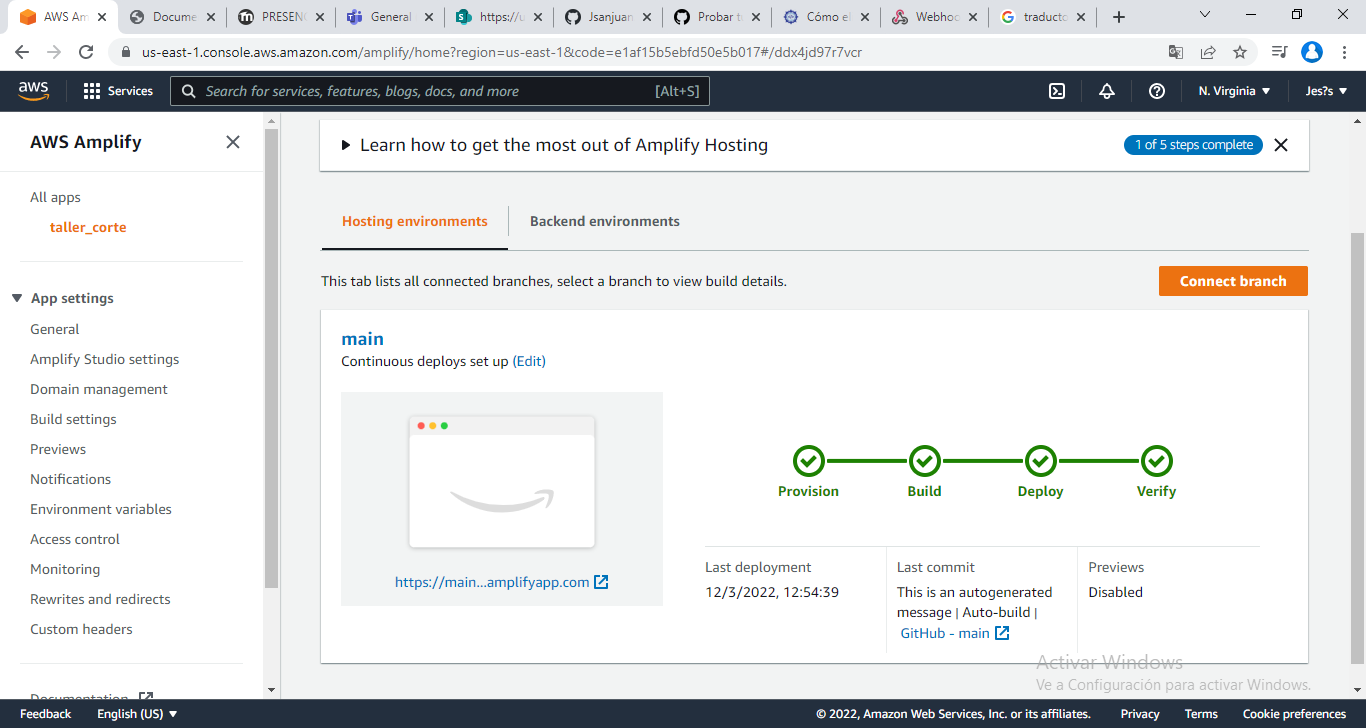 AWS Am
Docume
PRESENC
General
https://u
Jsanjuan
Probar ta
Cómo el
Webhoo
traducto
us-east-1.console.aws.amazon.com/amplify/home?region=us-east-1&code=e1af15b5ebfd50e5b017#/ddx4jd97r7vcr
aws
Services
Search for services, features, blogs, docs, and more [Alt+S]
N. Virginia
Jes?s
AWS Amplify
All apps
taller_corte
App settings
General
Amplify Studio settings
Domain management
Build settings
Previews
Notifications
Environment variables
Access control
Monitoring
Rewrites and redirects
Custom headers
Documentation
Learn how to get the most out of Amplify Hosting
1 of 5 steps complete
Hosting environments
Backend environments
This tab lists all connected branches, select a branch to view build details.
Connect branch
main
Continuous deploys set up (Edit)
https://main...amplifyapp.com
Provision
Build
Deploy
Verify
Last deployment
12/3/2022, 12:54:39
Last commit
This is an autogenerated
message | Auto-build |
GitHub - main
Previews
Disabled
Activar Windows
Ve a Configuración para activar Windows.
Feedback
English (US)
© 2022, Amazon Web Services, Inc. or its affiliates.
Privacy
Terms
Cookie preferences